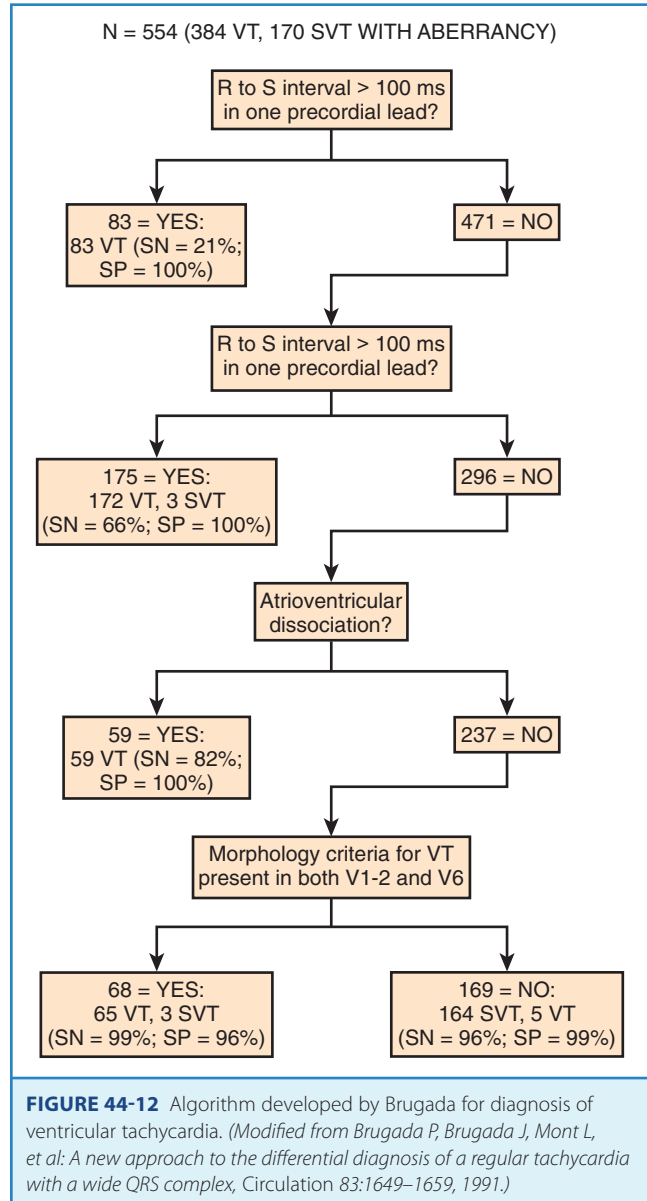 N = 554 (384 VT, 170 SVT WITH ABERRANCY)
R to S interval > 100 ms
in one precordial lead?
83 = YES:
83 VT (SN = 21%;
SP = 100%)
471 = NO
R to S interval > 100 ms
in one precordial lead?
175 = YES:
172 VT, 3 SVT
(SN = 66%; SP = 100%)
296 = NO
Atrioventricular
dissociation?
59 = YES:
59 VT (SN = 82%;
SP = 100%)
237 = NO
Morphology criteria for VT
present in both V1-2 and V6
68 = YES:
65 VT, 3 SVT
(SN = 99%; SP = 96%)
169 = NO:
164 SVT, 5 VT
(SN = 96%; SP = 99%)
FIGURE 44-12 Algorithm developed by Brugada for diagnosis of
ventricular tachycardia. (Modified from Brugada P, Brugada J, Mont L,
et al: A new approach to the differential diagnosis of a regular tachycardia
with a wide QRS complex, Circulation 83:1649–1659, 1991.)